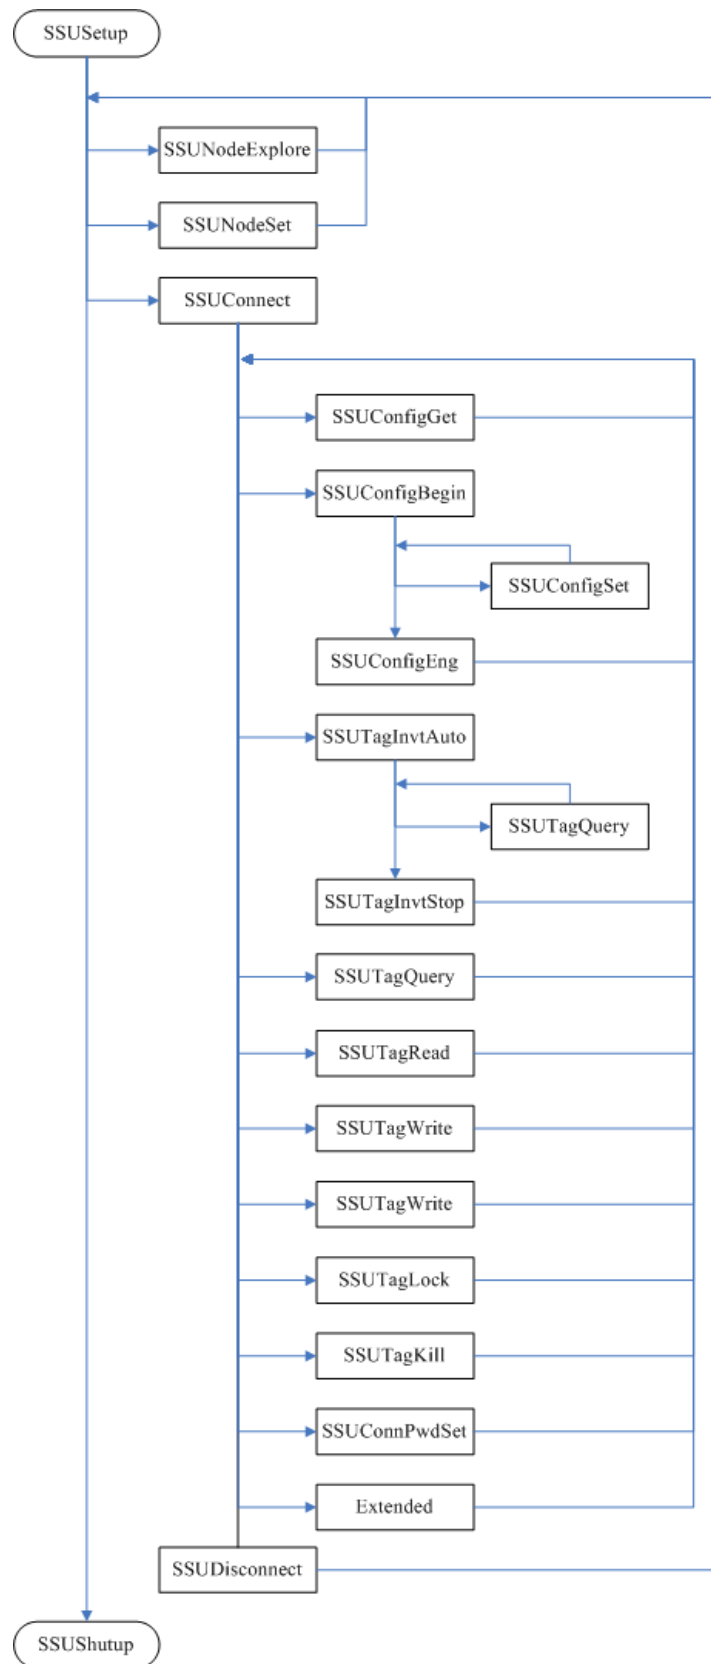 SSUSetup
SSUNodeExplore
SSUNodeSet
SSUConnect
SSUConfigGet
SSUConfigBegin
SSUConfigSet
SSUConfigEng
SSUTagInvtAuto
SSUTagQuery
SSUTagInvtStop
SSUTagQuery
SSUTagRead
SSUTagWrite
SSUTagWrite
SSUTagLock
SSUTagKill
SSUConnPwdSet
Extended
SSUDisconnect
SSUShutup